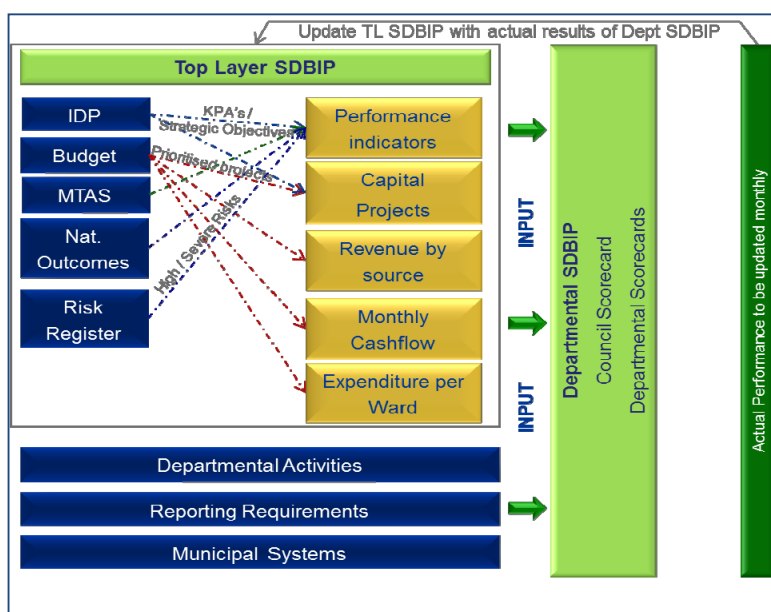 Update TL SDBIP with actual results of Dept SDBIP
Top Layer SDBIP
IDP
Budget
MTAS
Nat.
Outcomes
Risk
Register
KPA's /
Strategic Objectives
Prioritised projects
High / Severe Risks
Performance
indicators
Capital
Projects
Revenue by
source
Monthly
Cashflow
Expenditure per
Ward
INPUT
INPUT
Departmental SDBIP
Council Scorecard
Departmental Scorecards
Actual Performance to be updated monthly
Departmental Activities
Reporting Requirements
Municipal Systems